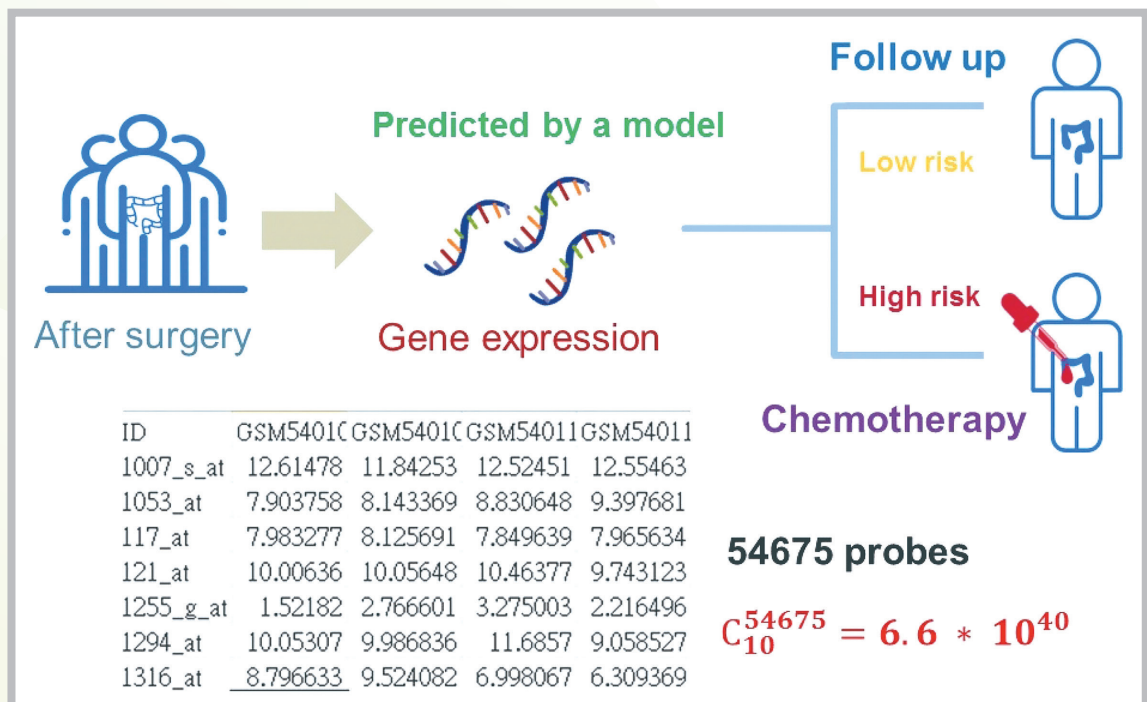 Follow up
Predicted by a model
Low risk
High risk
After surgery
Gene expression
Chemotherapy
ID GSM5401( GSM5401( GSM54011 GSM54011
1007_s_at 12.61478 11.84253 12.52451 12.55463
1053_at 7.903758 8.143369 8.830648 9.397681
117_at 7.983277 8.125691 7.849639 7.965634
121_at 10.00636 10.05648 10.46377 9.743123
1255_g_at 1.52182 2.766601 3.275003 2.216496
1294_at 10.05307 9.986836 11.6857 9.058527
1316_at 8.796633 9.524082 6.998067 6.309369
54675 probes
C₁₀⁵⁴⁶⁷⁵ = 6.6 * 10⁴⁰